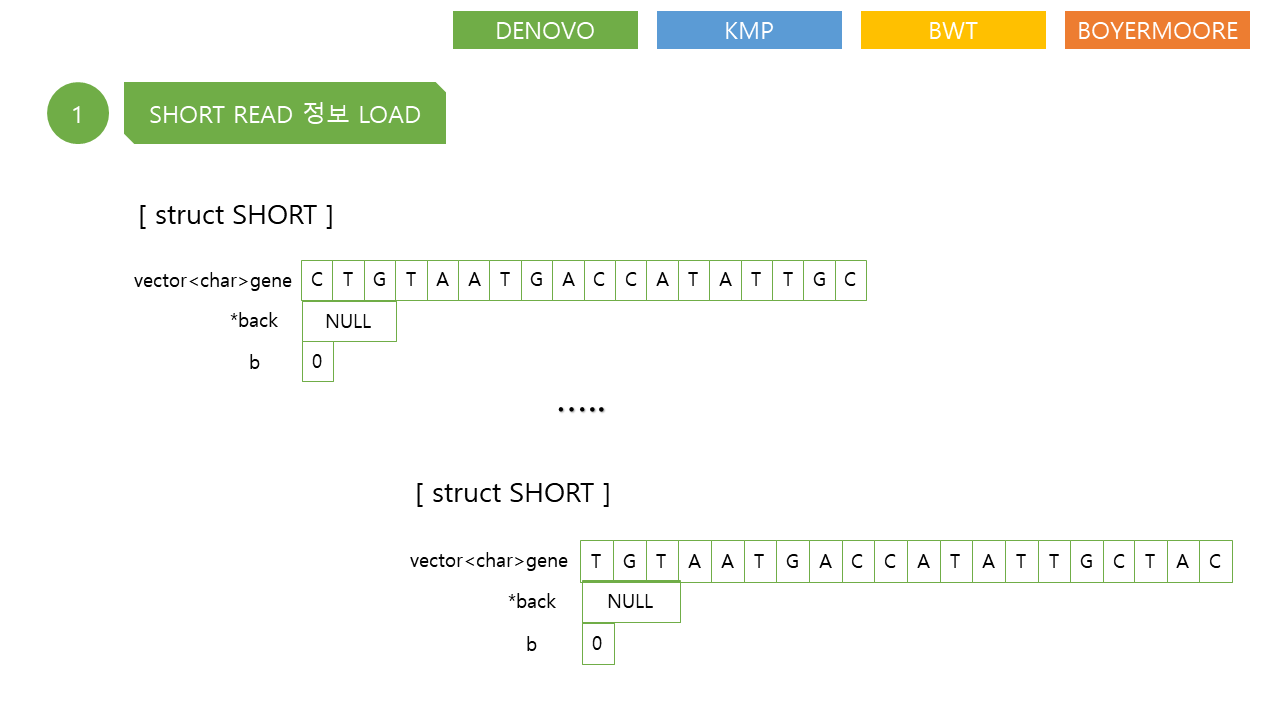 DENOVO KMP BWT BOYERMOORE
1 SHORT READ 정보 LOAD
[ struct SHORT ]
vector<char>gene C T G T A A T G A C C A T A T T G C
*back NULL
b 0
.....
[ struct SHORT ]
vector<char>gene T G T A A T G A C C A T A T T G C T A C
*back NULL
b 0